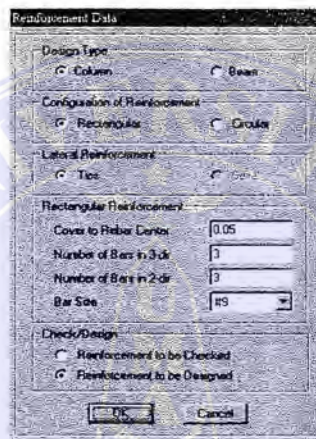 Reinforcement Data
Design Type
Column Beam
Configuration of Reinforcement
Rectangular Circular
Lateral Reinforcement
Ties
Rectangular Reinforcement
Cover to Rebar Center 0.05
Number of Bars in 3-dir 3
Number of Bars in 2-dir 3
Bar Size #9
Check/Design
Reinforcement to be Checked
Reinforcement to be Designed
OK Cancel